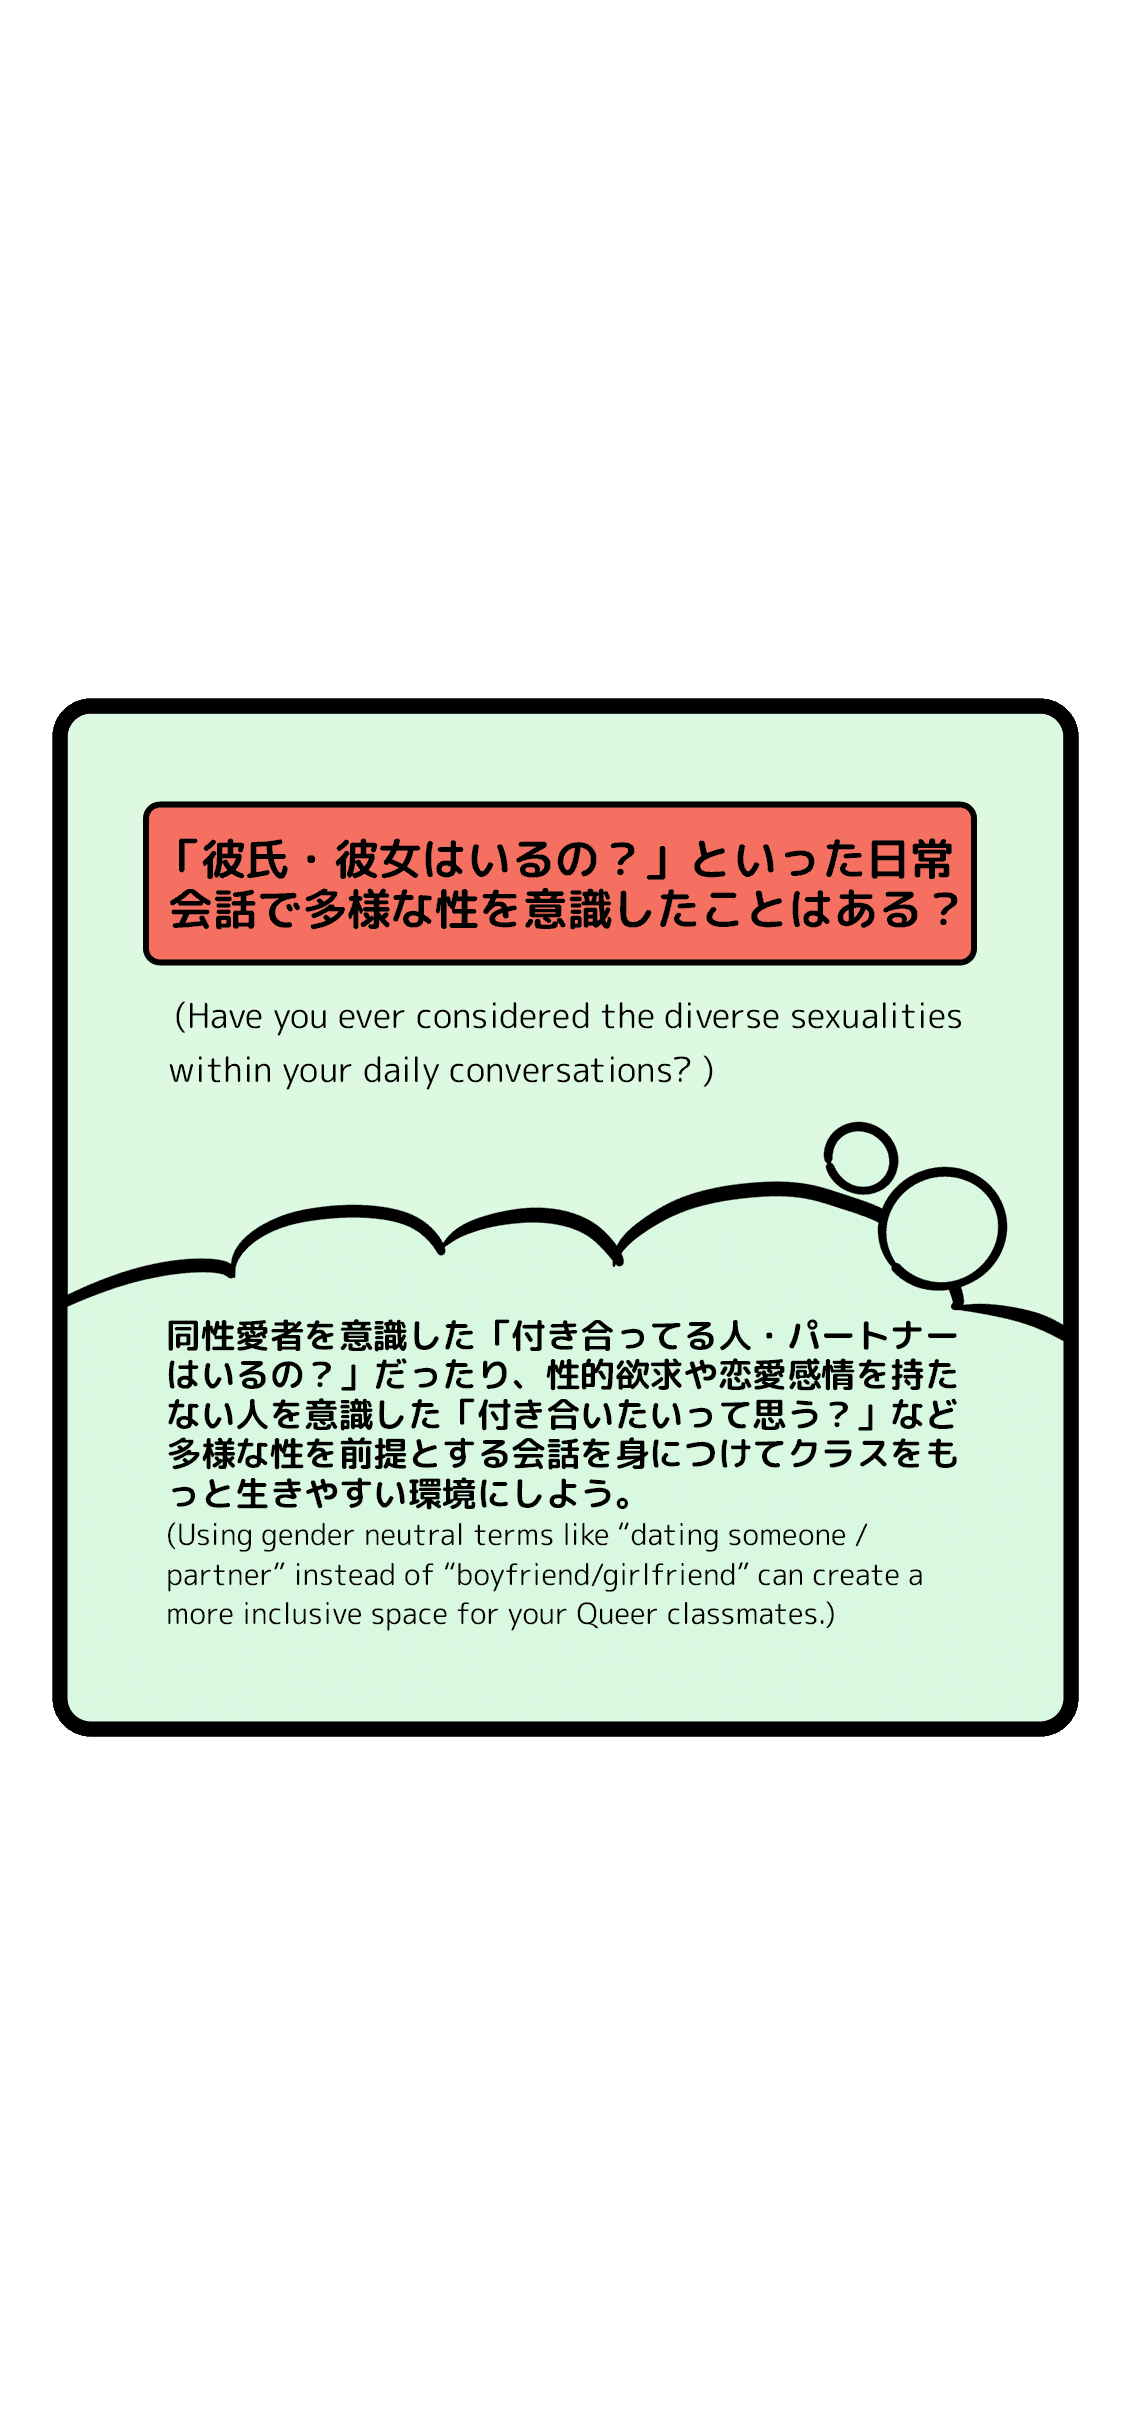 「彼氏・彼女はいるの？」といった日常
会話で多様な性を意識したことはある？
(Have you ever considered the diverse sexualities
within your daily conversations? )
同性愛者を意識した「付き合ってる人・パートナー
はいるの？」だったり、性的欲求や恋愛感情を持た
ない人を意識した「付き合いたいって思う？」など
多様な性を前提とする会話を身につけてクラスをも
っと生きやすい環境にしよう。
(Using gender neutral terms like “dating someone /
partner” instead of “boyfriend/girlfriend” can create a
more inclusive space for your Queer classmates.)